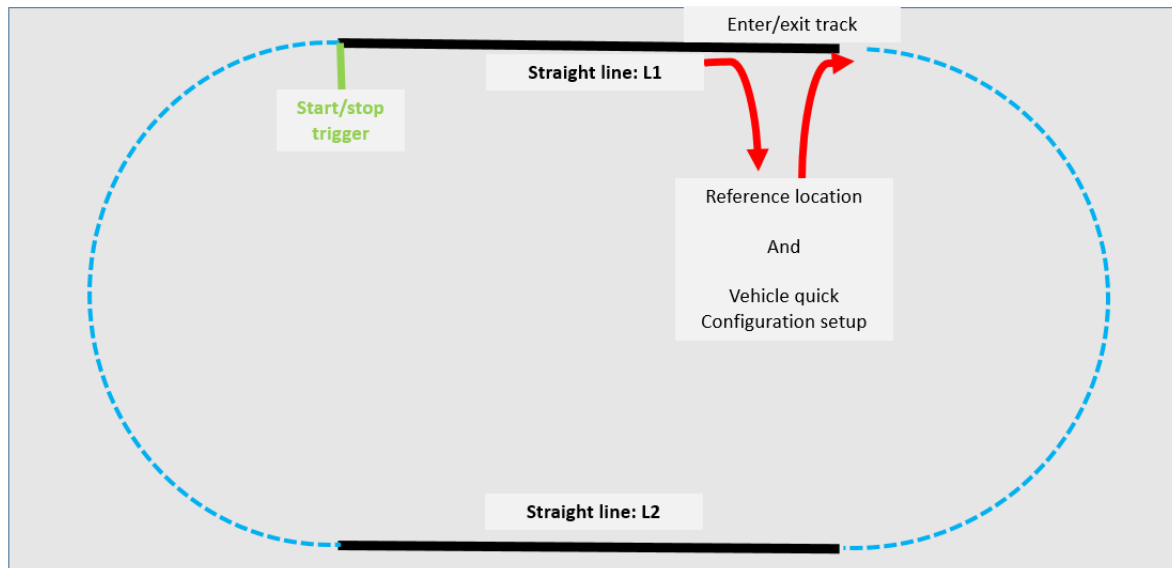 Enter/exit track
Straight line: L1
Start/stop
trigger
Reference location
And
Vehicle quick
Configuration setup
Straight line: L2